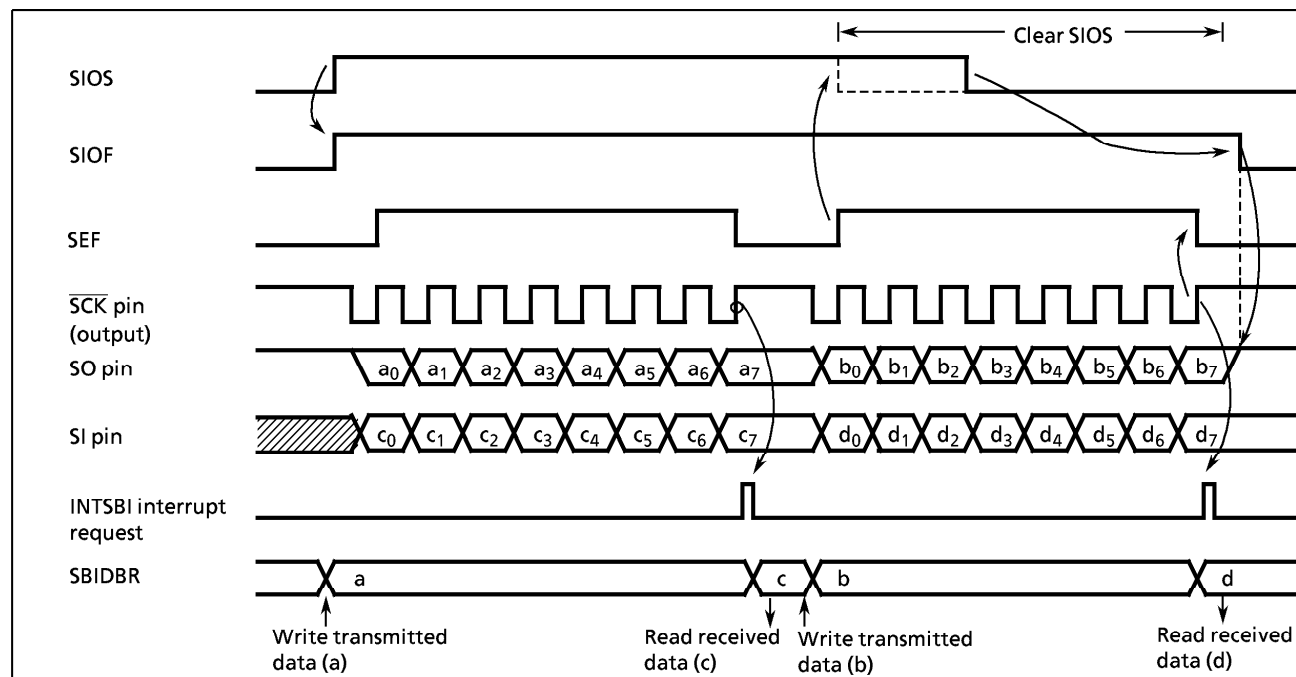 Clear SIOS
SIOS
SIOF
SEF
SCK pin
(output)
SO pin
a0 a1 a2 a3 a4 a5 a6 a7 b0 b1 b2 b3 b4 b5 b6 b7
SI pin
c0 c1 c2 c3 c4 c5 c6 c7 d0 d1 d2 d3 d4 d5 d6 d7
INTSBI interrupt
request
SBIDBR
a c b d
Write transmitted
data (a)
Read received
data (c)
Write transmitted
data (b)
Read received
data (d)